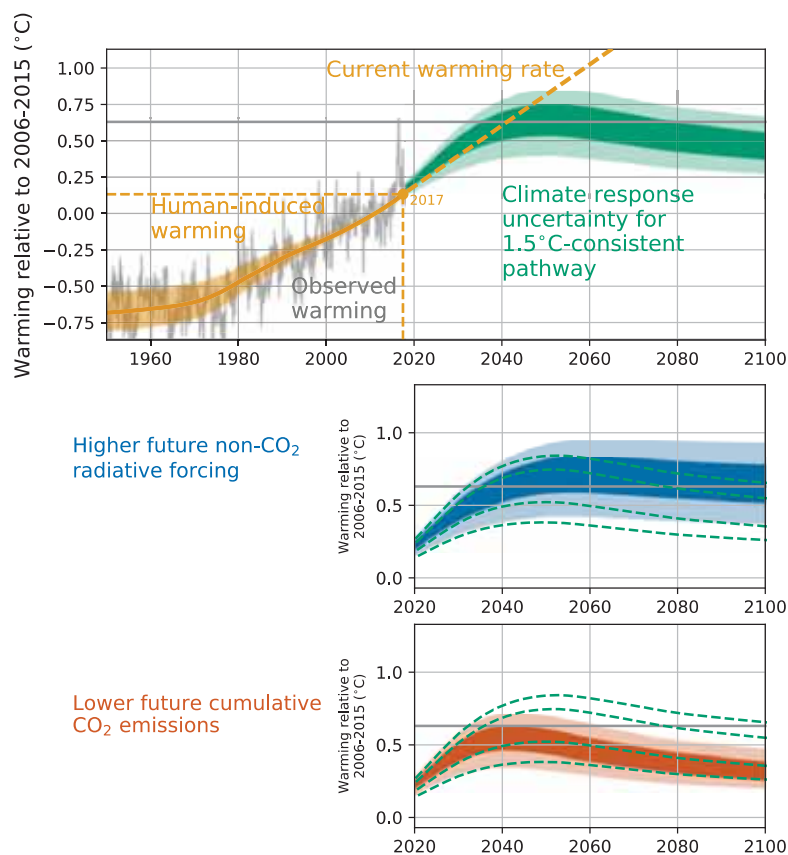 Warming relative to 2006-2015 (°C)
1.00
0.75
0.50
0.25
0.00
−0.25
−0.50
−0.75
Current warming rate
2017
Human-induced
warming
Climate response
uncertainty for
1.5°C-consistent
pathway
Observed
warming
1960 1980 2000 2020 2040 2060 2080 2100
Higher future non-CO₂
radiative forcing
Warming relative to
2006-2015 (°C)
1.0
0.5
0.0
2020 2040 2060 2080 2100
Lower future cumulative
CO₂ emissions
Warming relative to
2006-2015 (°C)
1.0
0.5
0.0
2020 2040 2060 2080 2100